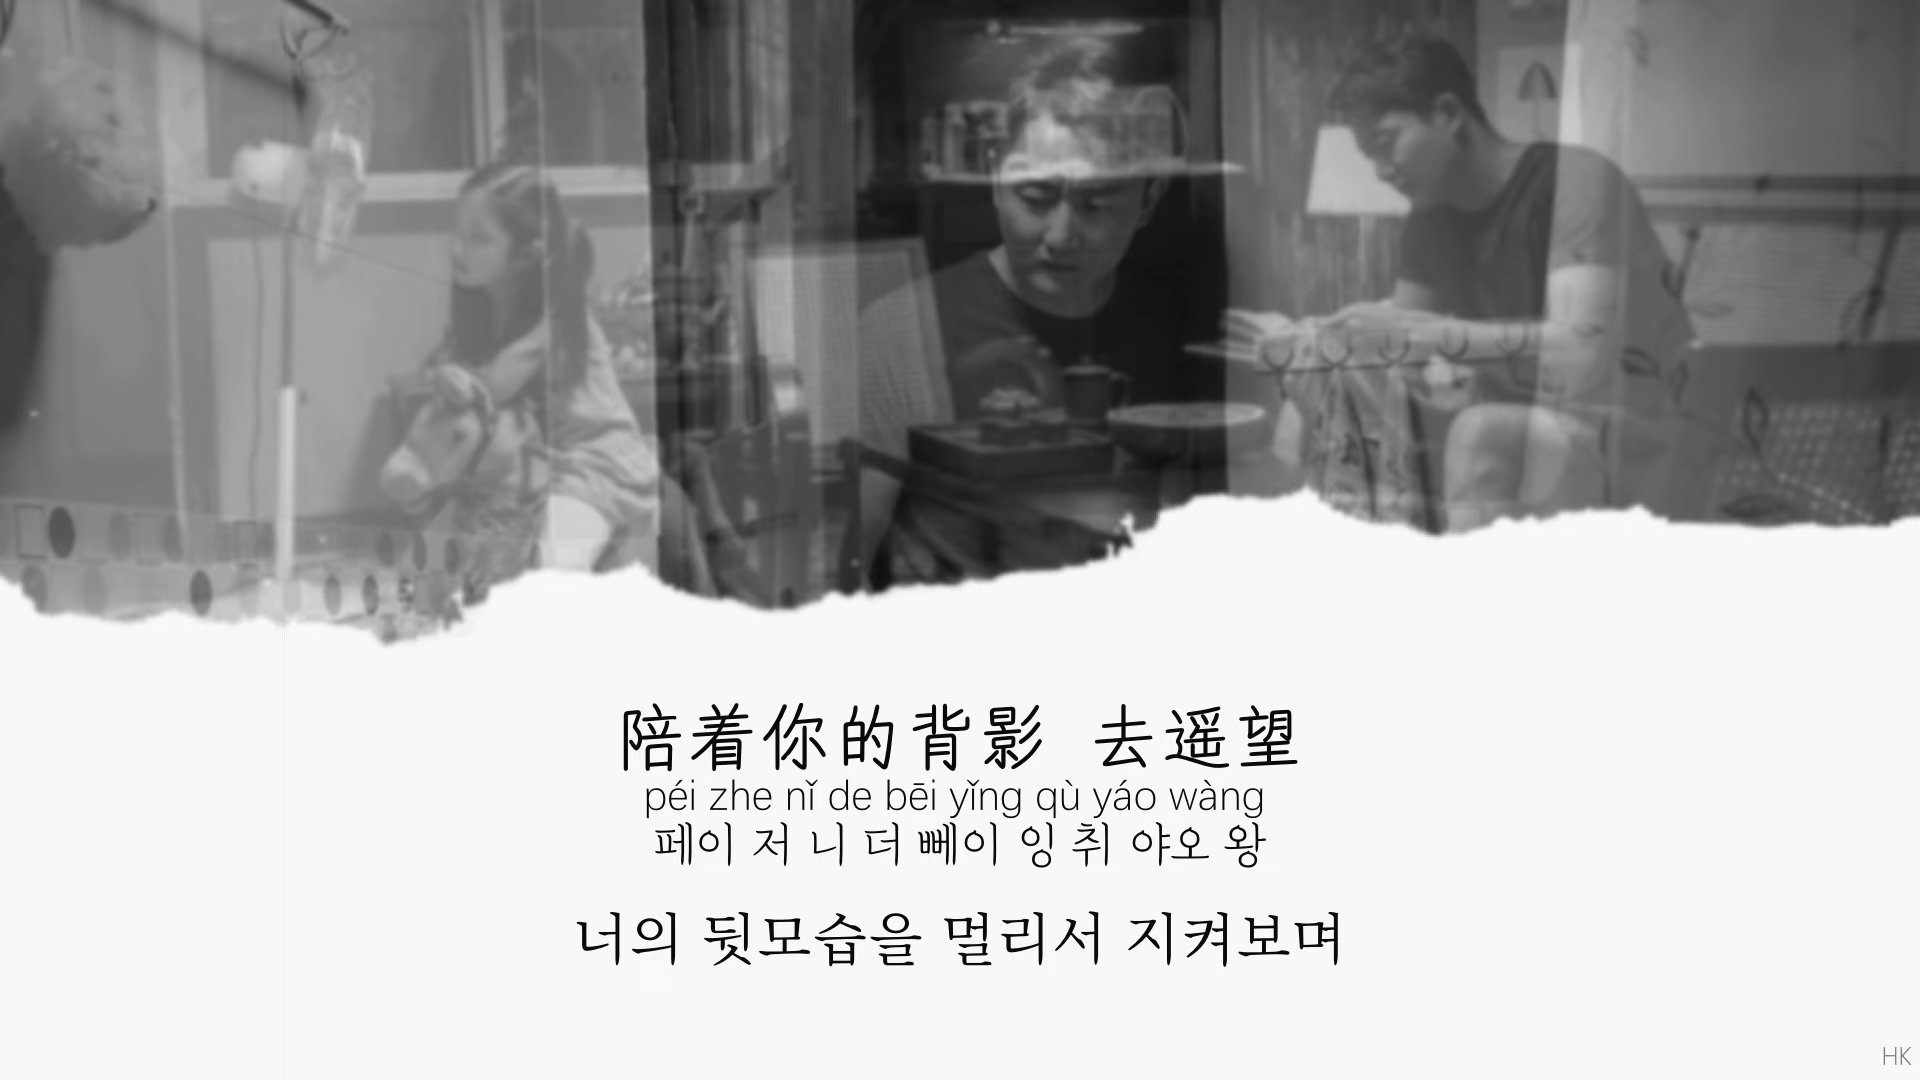 陪着你的背影 去遥望
péi zhe nǐ de bēi yǐng qù yáo wàng
페이 저 니 더 뻬이 잉 취 야오 왕
너의 뒷모습을 멀리서 지켜보며
HK